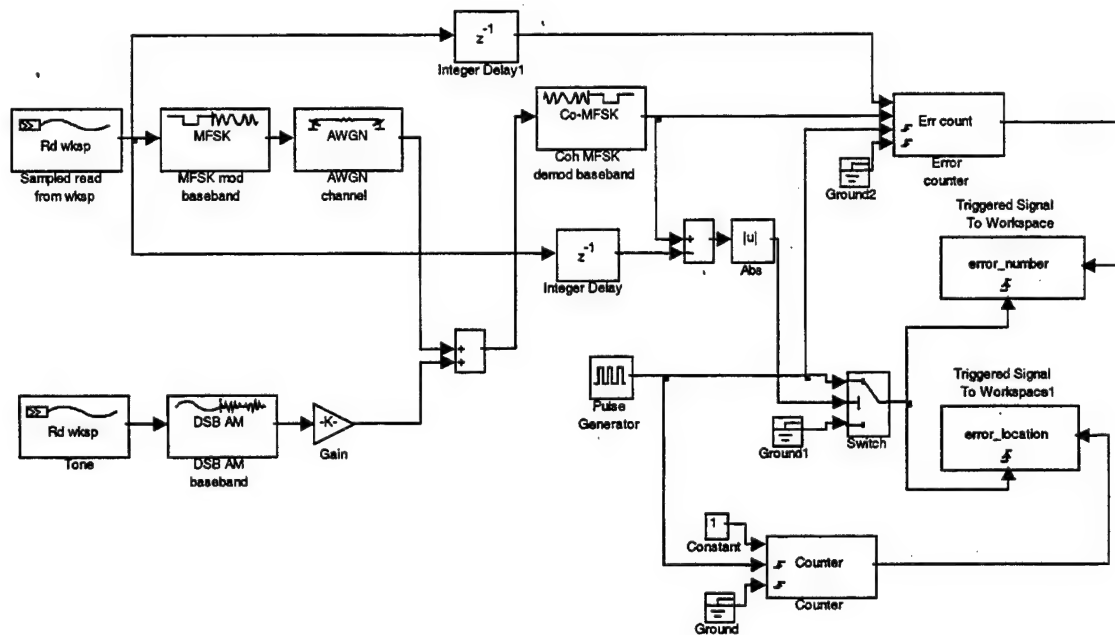 z-1
Integer Delay1
Rd wksp
Sampled read
from wksp
MFSK
MFSK mod
baseband
AWGN
AWGN
channel
Co-MFSK
Coh MFSK
demod baseband
Err count
Error
counter
Ground2
z-1
Integer Delay
+
-
|u|
Abs
Triggered Signal
To Workspace
error_number
+
+
Pulse
Generator
Ground1
Switch
Triggered Signal
To Workspace1
error_location
Rd wksp
Tone
DSB AM
DSB AM
baseband
-K-
Gain
1
Constant
Counter
Counter
Ground